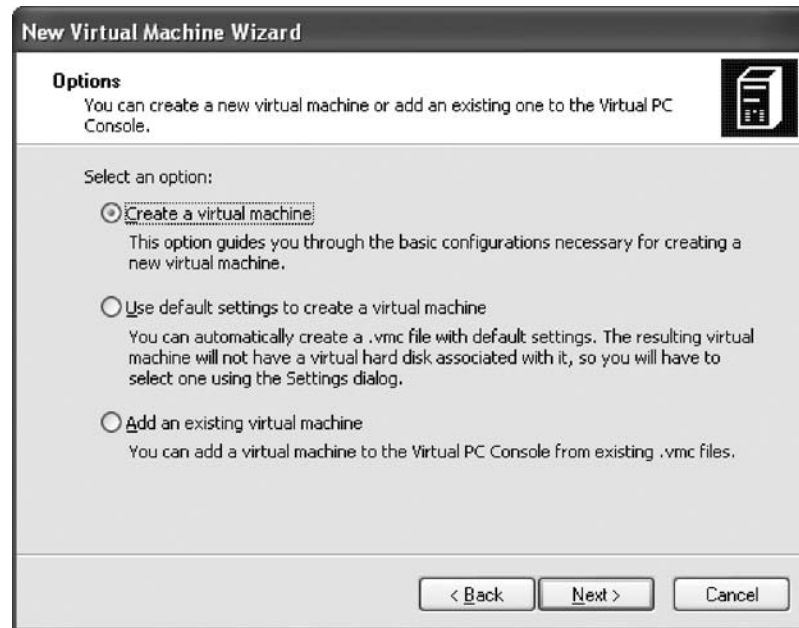 New Virtual Machine Wizard
Options
You can create a new virtual machine or add an existing one to the Virtual PC
Console.
Select an option:
Create a virtual machine
This option guides you through the basic configurations necessary for creating a
new virtual machine.
Use default settings to create a virtual machine
You can automatically create a .vmc file with default settings. The resulting virtual
machine will not have a virtual hard disk associated with it, so you will have to
select one using the Settings dialog.
Add an existing virtual machine
You can add a virtual machine to the Virtual PC Console from existing .vmc files.
< Back
Next >
Cancel